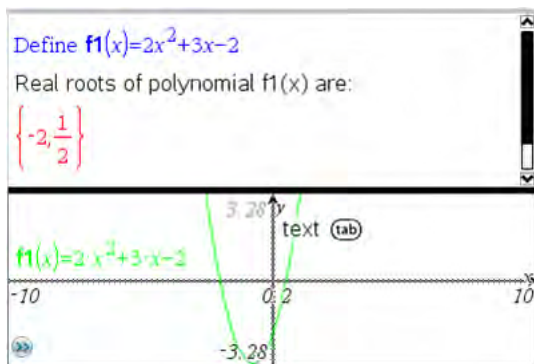 Define f1(x)=2x²+3x−2
Real roots of polynomial f1(x) are:
{-2,1/2}
3.28 y
text tab
f1(x)=2·x²+3·x−2
x
-10 0.2 10
-3.28